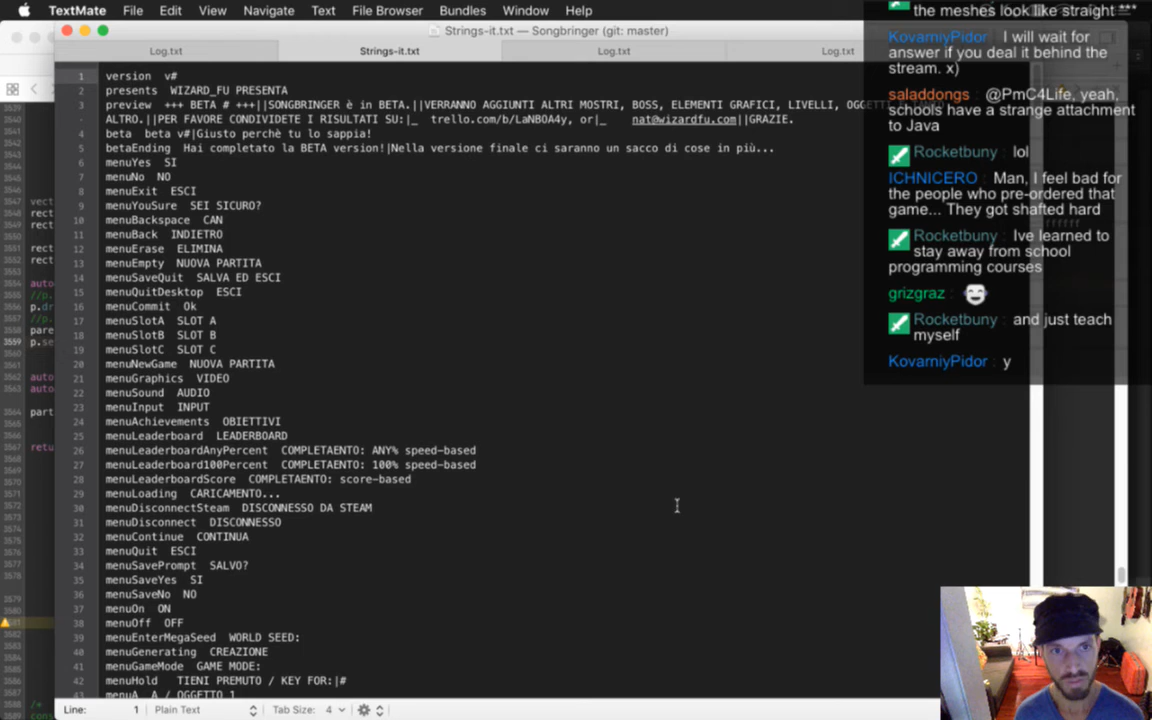 TextMate File Edit View Navigate Text File Browser Bundles Window Help
Strings-it.txt — Songbringer (git: master)
Log.txt Strings-it.txt Log.txt Log.txt
1 version v#
2 presents WIZARD_FU PRESENTA
3 preview +++ BETA # +++||SONGBRINGER è in BETA.||VERRANNO AGGIUNTI ALTRI MOSTRI, BOSS, ELEMENTI GRAFICI, LIVELLI,
- ALTRO.||PER FAVORE CONDIVIDETE I RISULTATI SU:|_ trello.com/b/LaNBOA4y, or|_ nat@wizardfu.com||GRAZIE.
4 beta beta v#|Giusto perchè tu lo sappia!
5 betaEnding Hai completato la BETA version!|Nella versione finale ci saranno un sacco di cose in più...
6 menuYes SI
7 menuNo NO
8 menuExit ESCI
9 menuYouSure SEI SICURO?
10 menuBackspace CAN
11 menuBack INDIETRO
12 menuErase ELIMINA
13 menuEmpty NUOVA PARTITA
14 menuSaveQuit SALVA ED ESCI
15 menuQuitDesktop ESCI
16 menuCommit Ok
17 menuSlotA SLOT A
18 menuSlotB SLOT B
19 menuSlotC SLOT C
20 menuNewGame NUOVA PARTITA
21 menuGraphics VIDEO
22 menuSound AUDIO
23 menuInput INPUT
24 menuAchievements OBIETTIVI
25 menuLeaderboard LEADERBOARD
26 menuLeaderboardAnyPercent COMPLETAENTO: ANY% speed-based
27 menuLeaderboard100Percent COMPLETAENTO: 100% speed-based
28 menuLeaderboardScore COMPLETAENTO: score-based
29 menuLoading CARICAMENTO...
30 menuDisconnectSteam DISCONNESSO DA STEAM
31 menuDisconnect DISCONNESSO
32 menuContinue CONTINUA
33 menuQuit ESCI
34 menuSavePrompt SALVO?
35 menuSaveYes SI
36 menuSaveNo NO
37 menuOn ON
38 menuOff OFF
39 menuEnterMegaSeed WORLD SEED:
40 menuGenerating CREAZIONE
41 menuGameMode GAME MODE:
42 menuHold TIENI PREMUTO / KEY FOR:|#
43 menuA A / OGGETTO 1
Line: 1 Plain Text Tab Size: 4
the meshes look like straight
KovarniyPidor : I will wait for
answer if you deal it behind the
stream. x)
saladdongs : @PmC4Life, yeah,
schools have a strange attachment
to Java
Rocketbuny : lol
ICHNICERO : Man, I feel bad for
the people who pre-ordered that
game... They got shafted hard
Rocketbuny : Ive learned to
stay away from school
programming courses
grizgraz :
Rocketbuny : and just teach
myself
KovarniyPidor : y